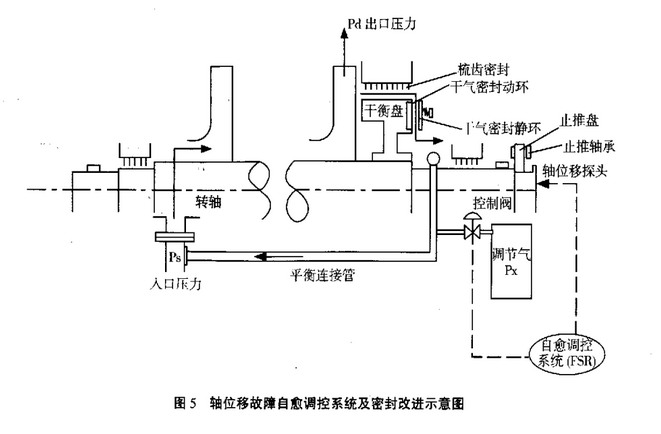 Pd 出口压力
梳齿密封
干气密封动环
干衡盘
干气密封静环
止推盘
止推轴承
轴位移探头
转轴
控制阀
Ps
入口压力
平衡连接管
调节气
Px
自愈调控
系统(FSR)
图 5 轴位移故障自愈调控系统及密封改进示意图